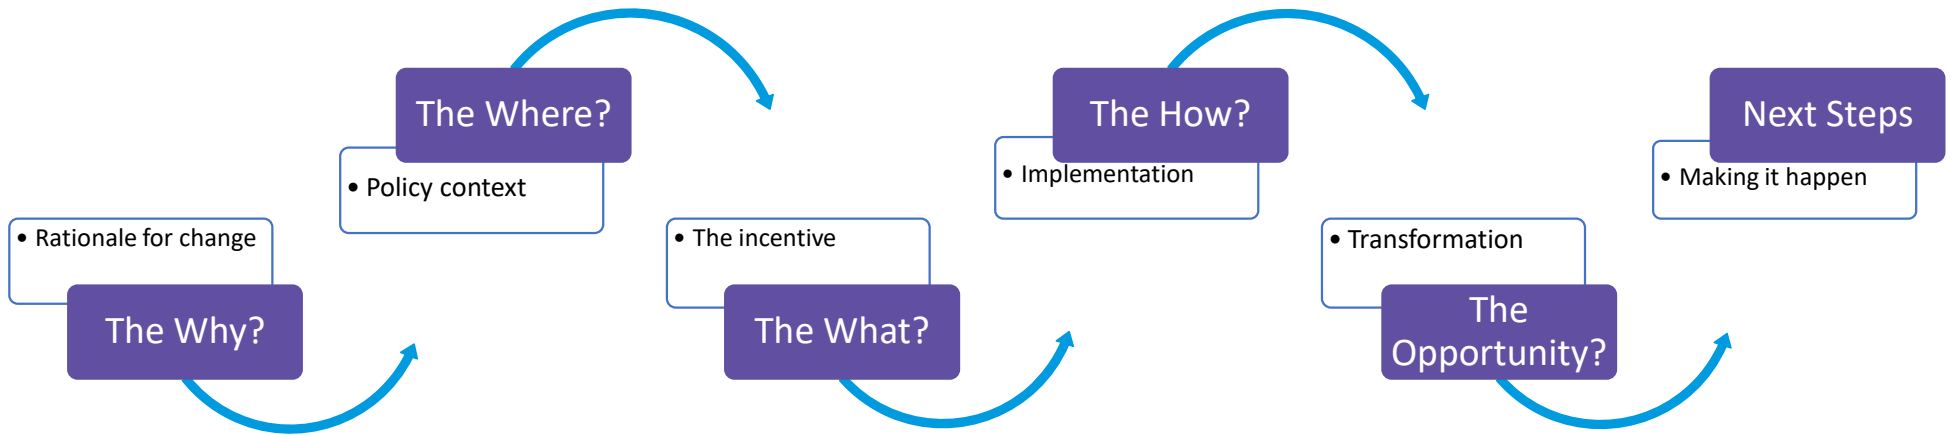 • Rationale for change
The Why?
The Where?
• Policy context
• The incentive
The What?
The How?
• Implementation
• Transformation
The
Opportunity?
Next Steps
• Making it happen